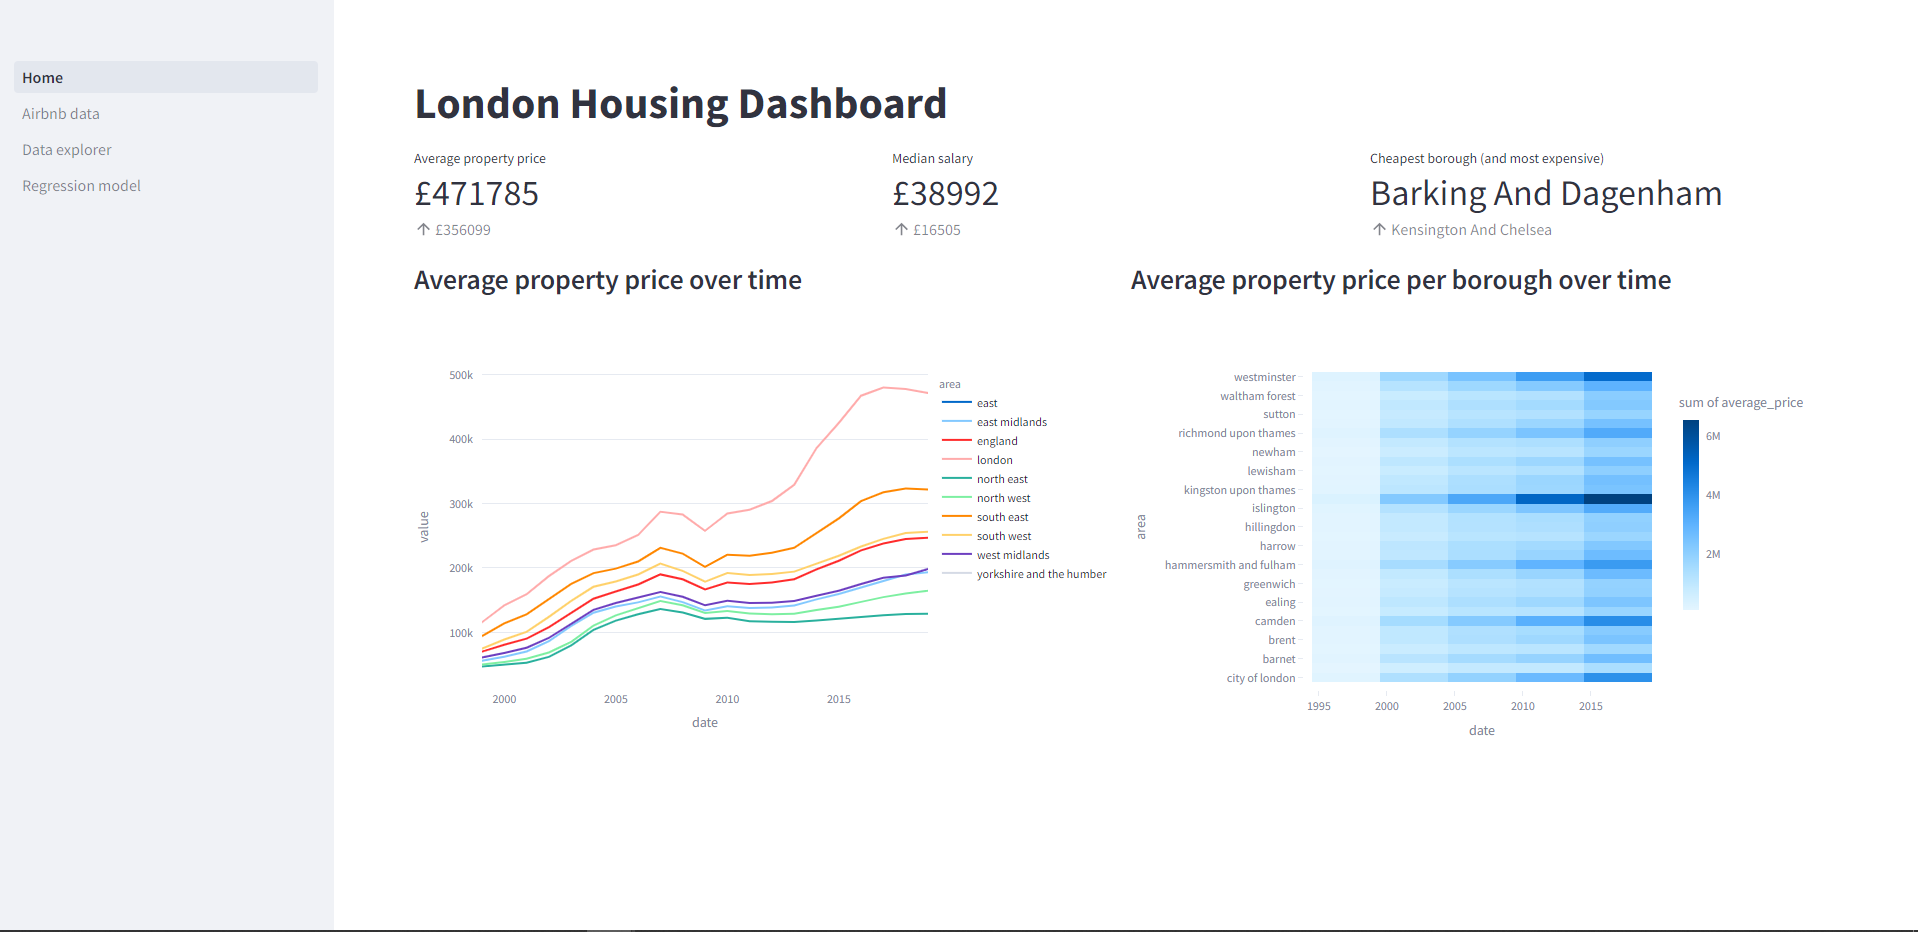 Home
Airbnb data
Data explorer
Regression model
London Housing Dashboard
Average property price
£471785
↑ £356099
Median salary
£38992
↑ £16505
Cheapest borough (and most expensive)
Barking And Dagenham
↑ Kensington And Chelsea
Average property price over time
500k
400k
300k
200k
100k
value
2000 2005 2010 2015
date
area
east
east midlands
england
london
north east
north west
south east
south west
west midlands
yorkshire and the humber
Average property price per borough over time
area
westminster
waltham forest
sutton
richmond upon thames
newham
lewisham
kingston upon thames
islington
hillingdon
harrow
hammersmith and fulham
greenwich
ealing
camden
brent
barnet
city of london
1995 2000 2005 2010 2015
date
sum of average_price
6M
4M
2M